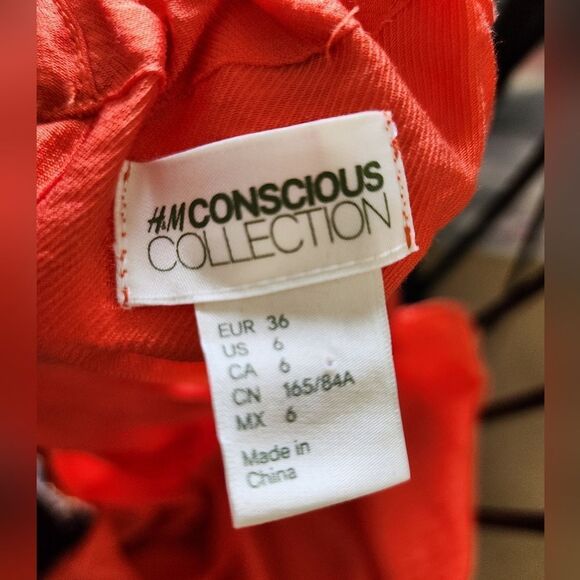 H&M CONSCIOUS
COLLECTION
EUR 36
US 6
CA 6
CN 165/84A
MX 6
Made in
China